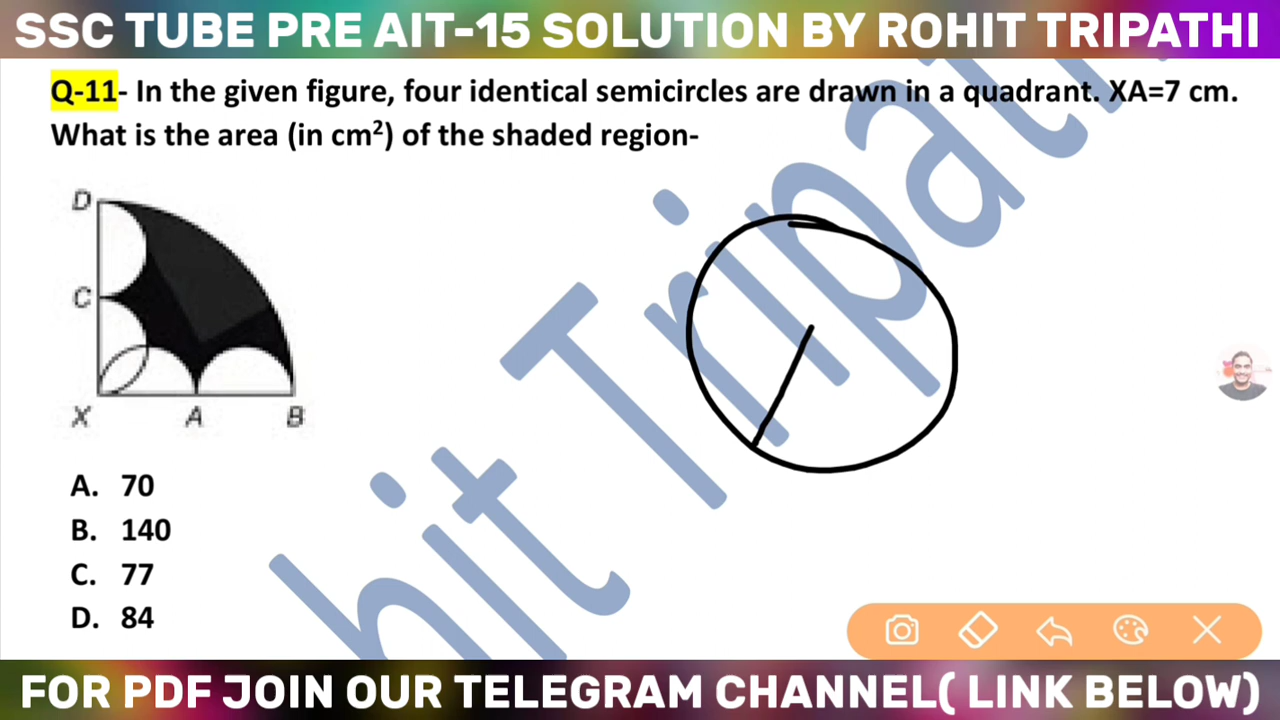 SSC TUBE PRE AIT-15 SOLUTION BY ROHIT TRIPATHI
Q-11- In the given figure, four identical semicircles are drawn in a quadrant. XA=7 cm.
What is the area (in cm²) of the shaded region-
D
C
X A B
A. 70
B. 140
C. 77
D. 84
hit Tripati
FOR PDF JOIN OUR TELEGRAM CHANNEL( LINK BELOW)